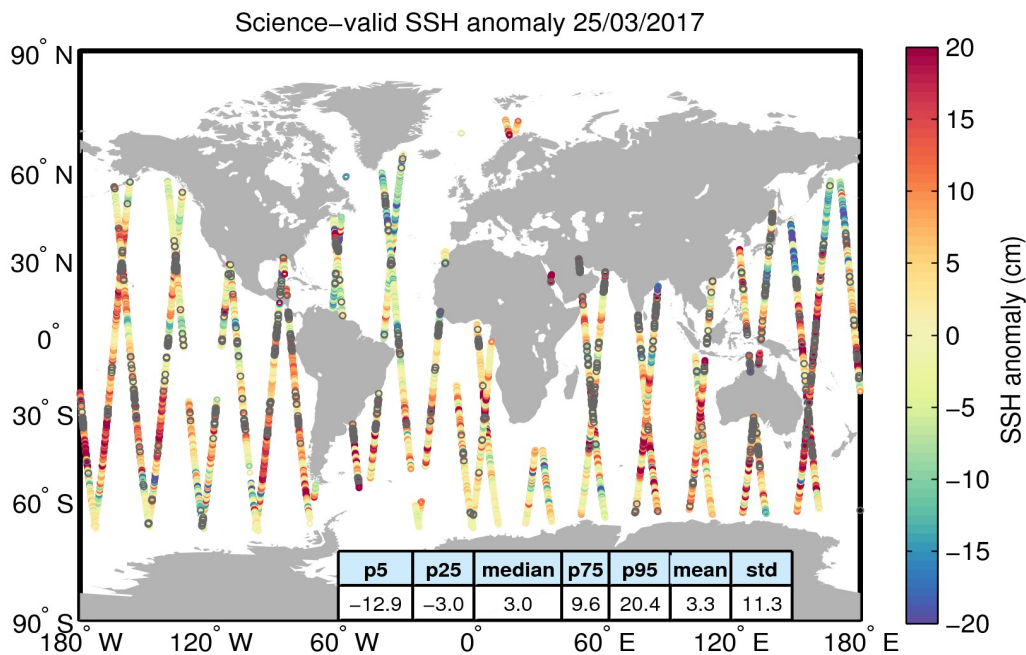 Science−valid SSH anomaly 25/03/2017
90° N
60° N
30° N
0°
30° S
60° S
90° S
180° W
120° W
60° W
0°
60° E
120° E
180° E
p5 p25 median p75 p95 mean std
−12.9 −3.0 3.0 9.6 20.4 3.3 11.3
20
15
10
5
0
−5
−10
−15
−20
SSH anomaly (cm)